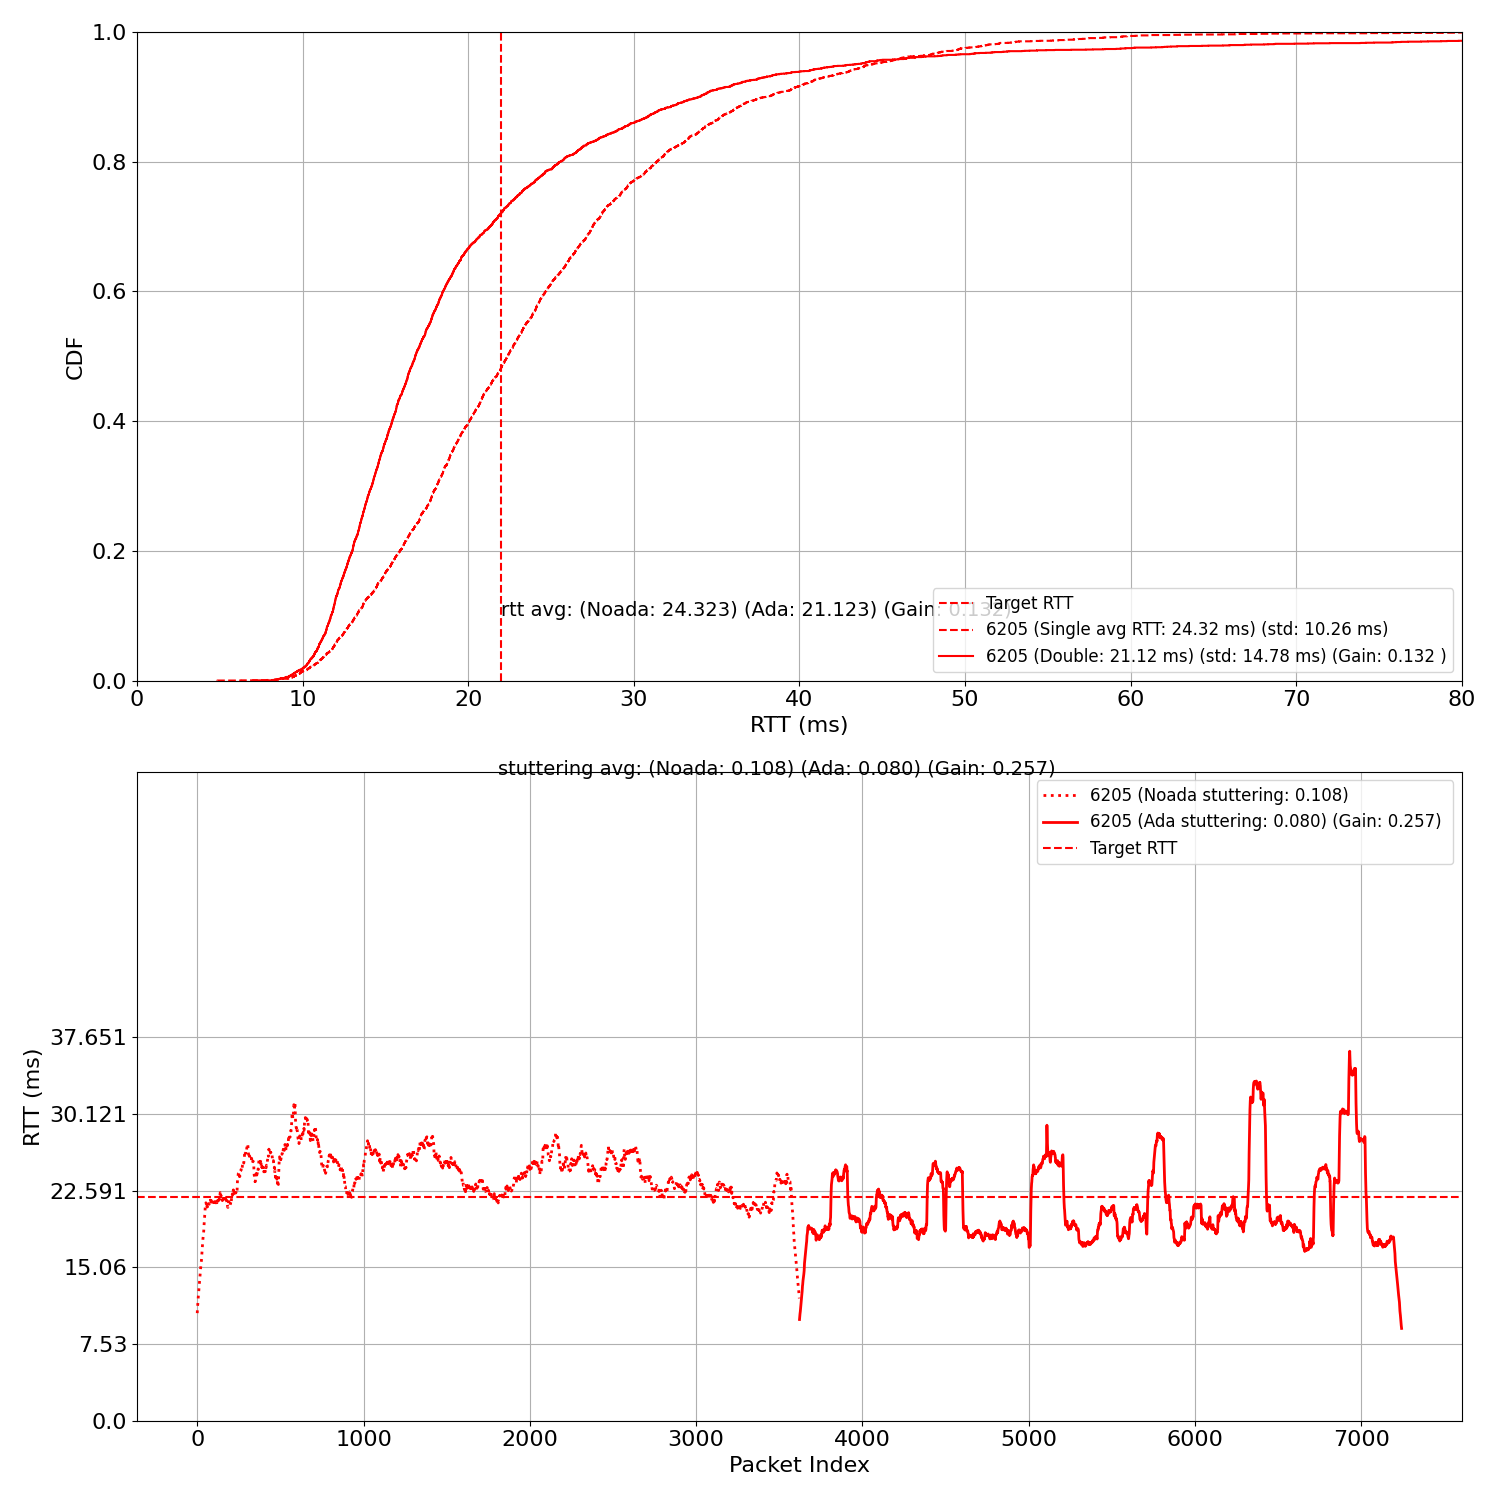 1.0
0.8
0.6
0.4
0.2
0.0
CDF
rtt avg: (Noada: 24.323) (Ada: 21.123) (Gain: 0.132)
Target RTT
6205 (Single avg RTT: 24.32 ms) (std: 10.26 ms)
6205 (Double: 21.12 ms) (std: 14.78 ms) (Gain: 0.132 )
0 10 20 30 40 50 60 70 80
RTT (ms)
stuttering avg: (Noada: 0.108) (Ada: 0.080) (Gain: 0.257)
6205 (Noada stuttering: 0.108)
6205 (Ada stuttering: 0.080) (Gain: 0.257)
Target RTT
37.651
30.121
22.591
15.06
7.53
0.0
RTT (ms)
0 1000 2000 3000 4000 5000 6000 7000
Packet Index